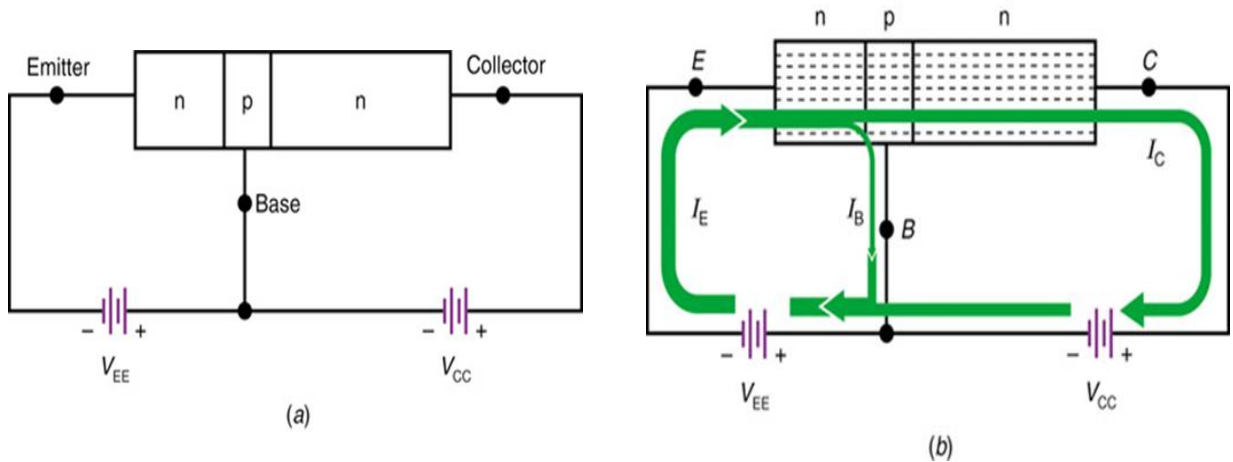 Emitter
Collector
n p n
Base
– + – +
V_EE V_CC
(a)
n p n
E C
I_C
I_E I_B B
– + – +
V_EE V_CC
(b)